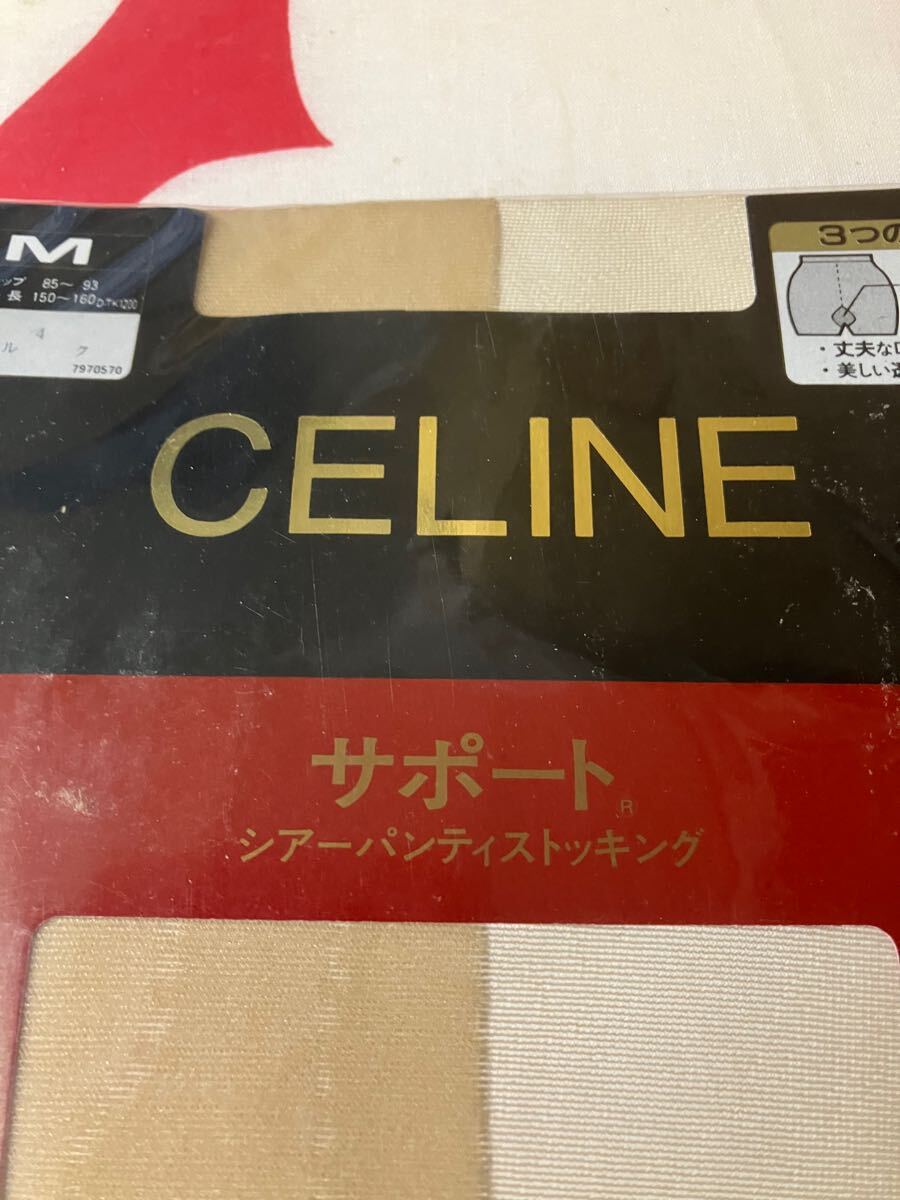 M
ップ 85〜93
長 150〜160 D-TK1200
4
ル ク
7970570
3つの
・丈夫な
・美しい
CELINE
サポート®
シアーパンティストッキング